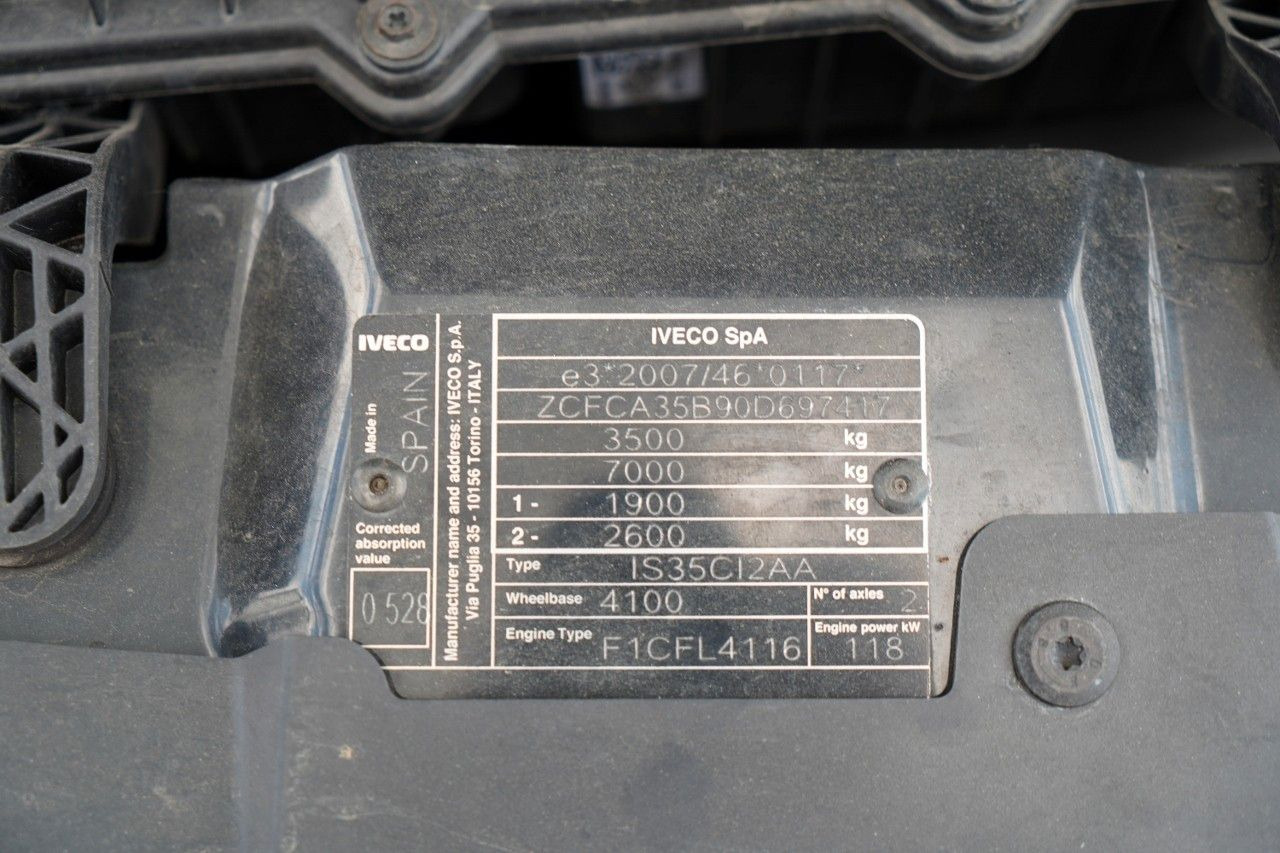 IVECO
Made in
SPAIN
Corrected
absorption
value
0 528
Manufacturer name and address: IVECO S.p.A.
Via Puglia 35 - 10156 Torino - ITALY
IVECO SpA
e3*2007/46*0117*
ZCFCA35B90D697417
3500 kg
7000 kg
1- 1900 kg
2- 2600 kg
Type IS35CI2AA
Wheelbase 4100 N° of axles 2
Engine Type F1CFL4116 Engine power kW 118